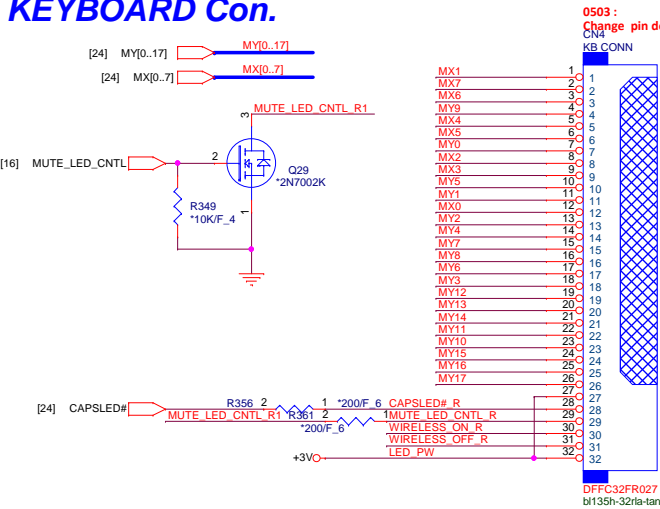 KEYBOARD Con.
0503 :
Change pin de
CN4
KB CONN
[24] MY[0..17] MY[0..17]
[24] MX[0..7] MX[0..7]
3 MUTE_LED_CNTL_R1
[16] MUTE_LED_CNTL 2
Q29
*2N7002K
R349
*10K/F_4
1
MX1 1 1
MX7 2 2
MX6 3 3
MY9 4 4
MX4 5 5
MX5 6 6
MY0 7 7
MX2 8 8
MX3 9 9
MY5 10 10
MY1 11 11
MX0 12 12
MY2 13 13
MY4 14 14
MY7 15 15
MY8 16 16
MY6 17 17
MY3 18 18
MY12 19 19
MY13 20 20
MY14 21 21
MY11 22 22
MY10 23 23
MY15 24 24
MY16 25 25
MY17 26 26
27 27
[24] CAPSLED# R356 2 1 *200/F_6 CAPSLED#_R 28 28
MUTE_LED_CNTL_R1 R361 2 1 MUTE_LED_CNTL_R 29 29
*200/F_6 WIRELESS_ON_R 30 30
WIRELESS_OFF_R 31 31
+3V LED_PW 32 32
DFFC32FR027
bl135h-32rla-tan